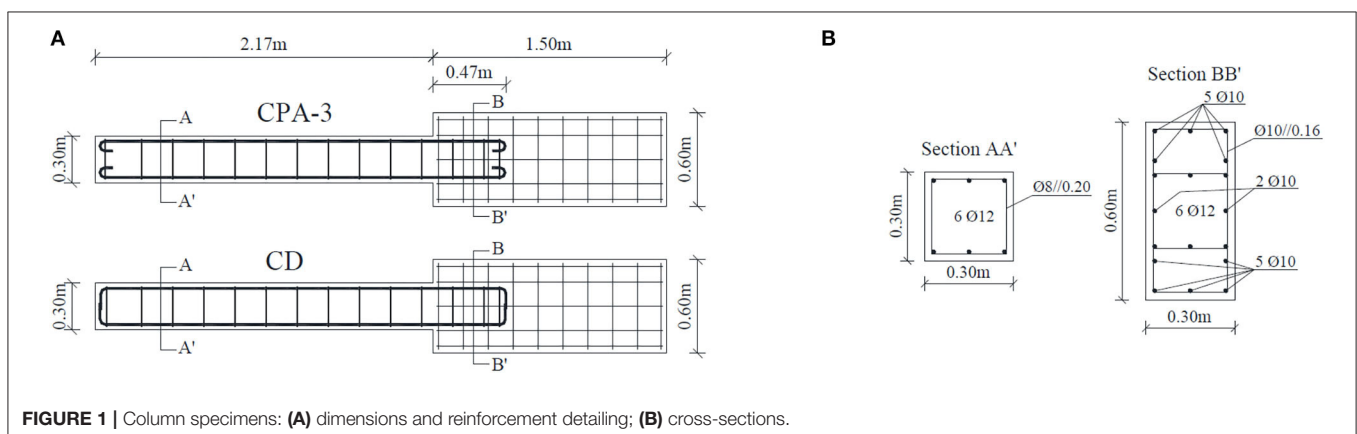 A
2.17m
1.50m
0.47m
B
CPA-3
A
0.30m
0.60m
A'
B'
CD
B
A
0.30m
0.60m
A'
B'
B
Section BB'
5 Ø10
Ø10//0.16
Section AA'
Ø8//0.20
2 Ø10
0.30m
6 Ø12
0.60m
6 Ø12
0.30m
5 Ø10
0.30m
FIGURE 1 | Column specimens: (A) dimensions and reinforcement detailing; (B) cross-sections.